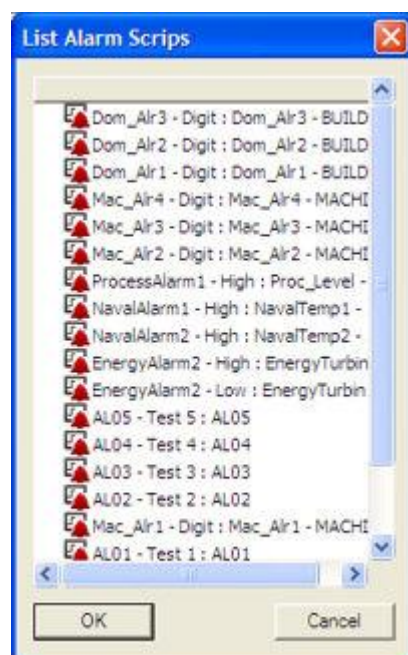 List Alarm Scrips
Dom_Alr3 - Digit : Dom_Alr3 - BUILD
Dom_Alr2 - Digit : Dom_Alr2 - BUILD
Dom_Alr1 - Digit : Dom_Alr1 - BUILD
Mac_Alr4 - Digit : Mac_Alr4 - MACHI
Mac_Alr3 - Digit : Mac_Alr3 - MACHI
Mac_Alr2 - Digit : Mac_Alr2 - MACHI
ProcessAlarm1 - High : Proc_Level -
NavalAlarm1 - High : NavalTemp1 -
NavalAlarm2 - High : NavalTemp2 -
EnergyAlarm2 - High : EnergyTurbin
EnergyAlarm2 - Low : EnergyTurbin
AL05 - Test 5 : AL05
AL04 - Test 4 : AL04
AL03 - Test 3 : AL03
AL02 - Test 2 : AL02
Mac_Alr1 - Digit : Mac_Alr1 - MACHI
AL01 - Test 1 : AL01
OK Cancel